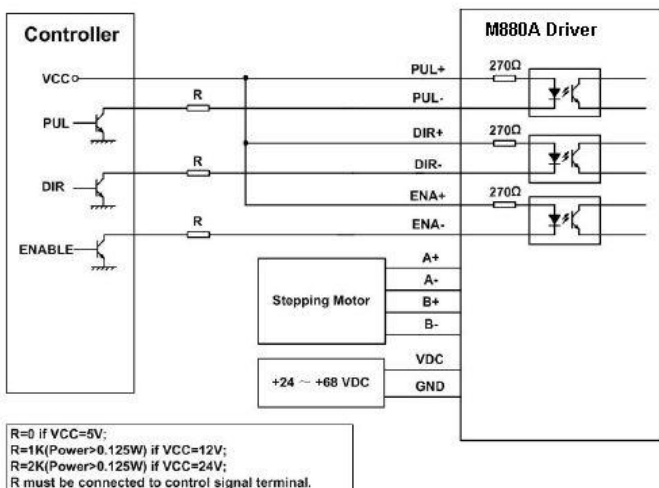 Controller
M880A Driver
VCC
PUL+
270Ω
R
PUL-
PUL
DIR+
270Ω
R
DIR-
DIR
ENA+
270Ω
R
ENA-
ENABLE
A+
Stepping Motor
A-
B+
B-
+24 ~ +68 VDC
VDC
GND
R=0 if VCC=5V;
R=1K(Power>0.125W) if VCC=12V;
R=2K(Power>0.125W) if VCC=24V;
R must be connected to control signal terminal.